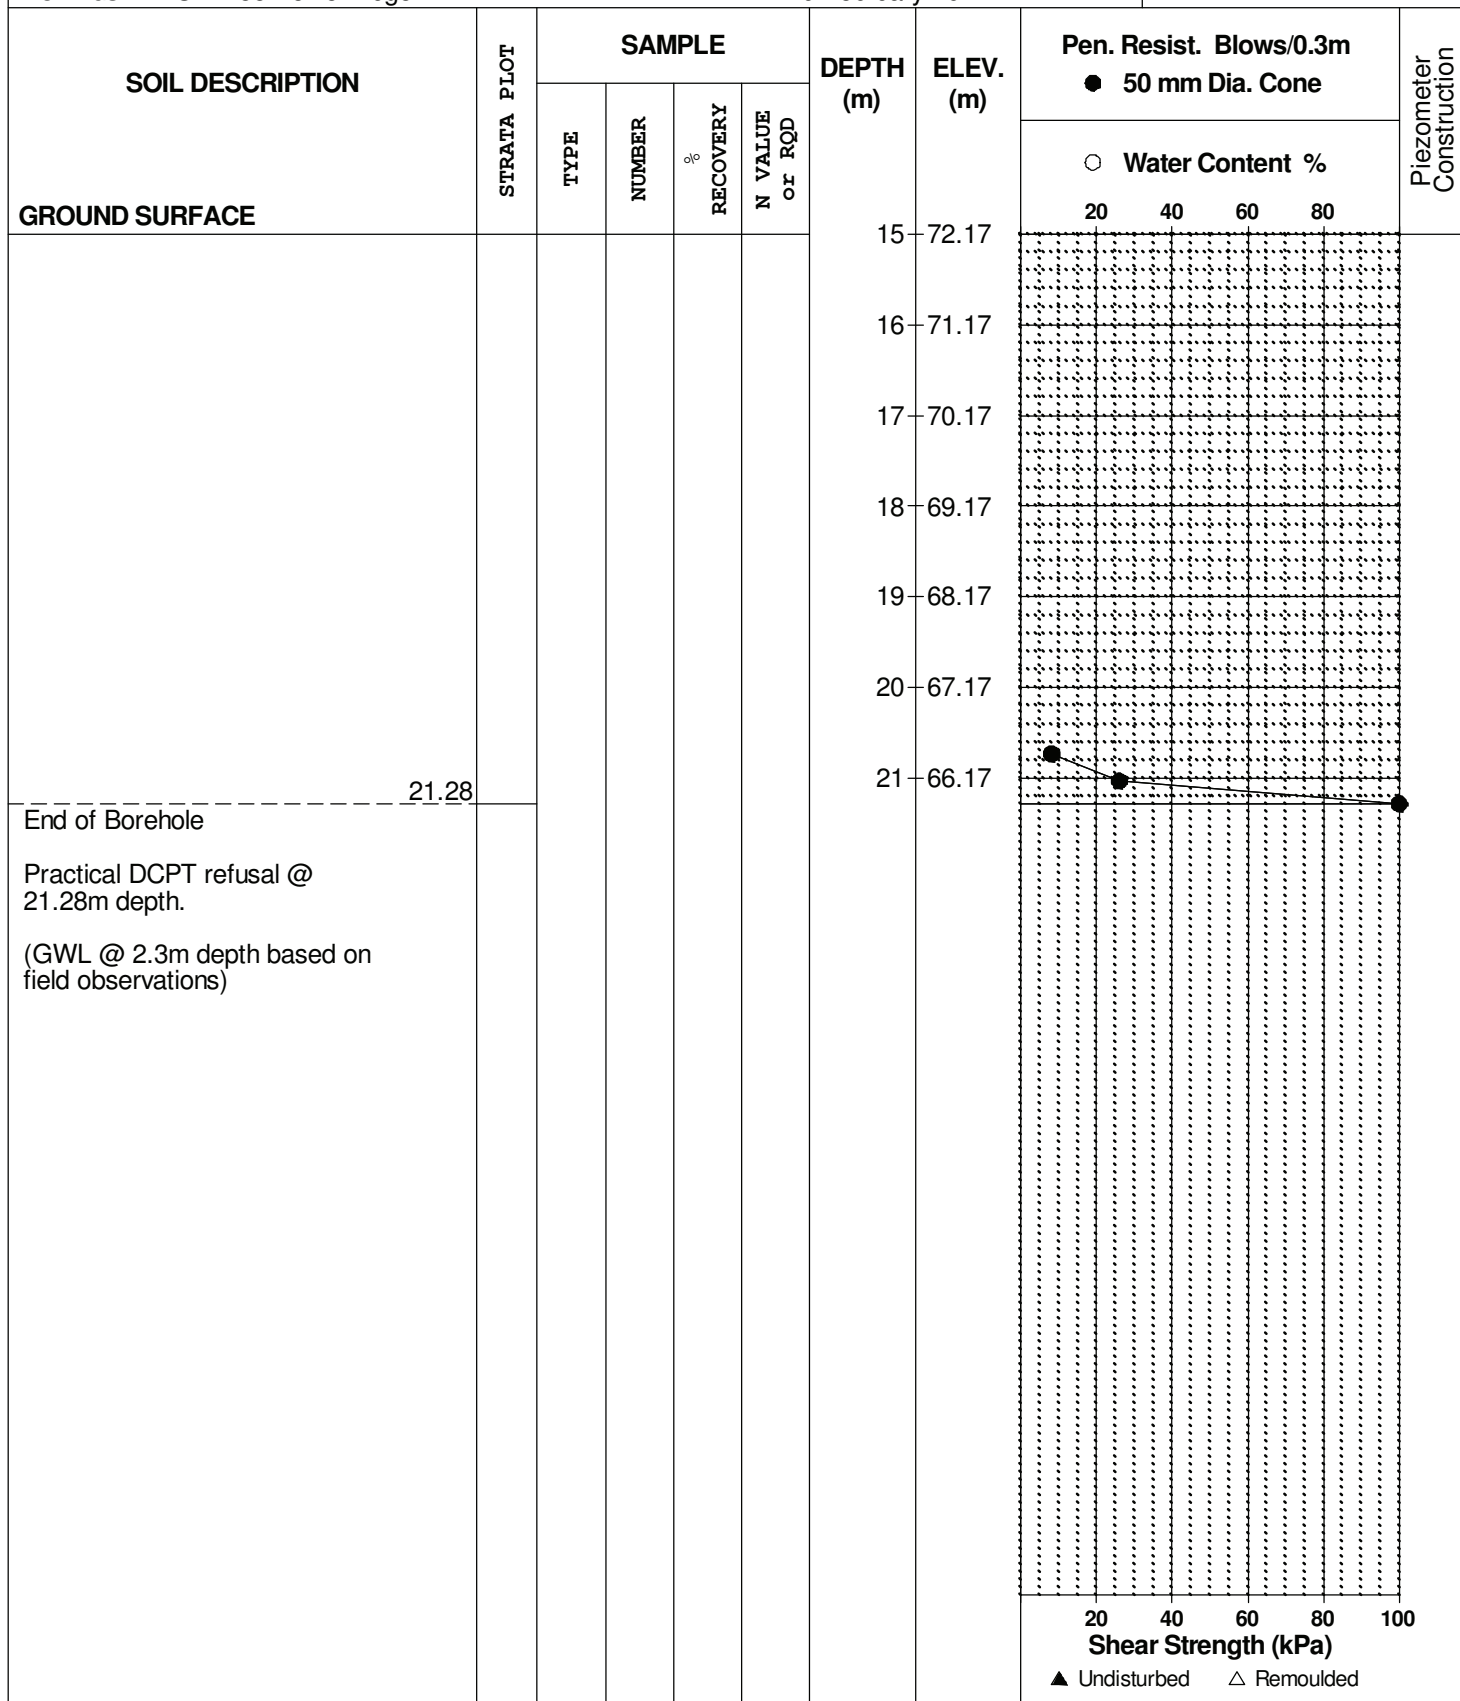 SOIL DESCRIPTION
GROUND SURFACE
STRATA PLOT
SAMPLE
TYPE
NUMBER
% RECOVERY
N VALUE
or RQD
DEPTH
(m)
ELEV.
(m)
Pen. Resist. Blows/0.3m
● 50 mm Dia. Cone
○ Water Content %
20 40 60 80
Piezometer
Construction
15 72.17
16 71.17
17 70.17
18 69.17
19 68.17
20 67.17
21 66.17
21.28
End of Borehole
Practical DCPT refusal @
21.28m depth.
(GWL @ 2.3m depth based on
field observations)
20 40 60 80 100
Shear Strength (kPa)
▲ Undisturbed △ Remoulded